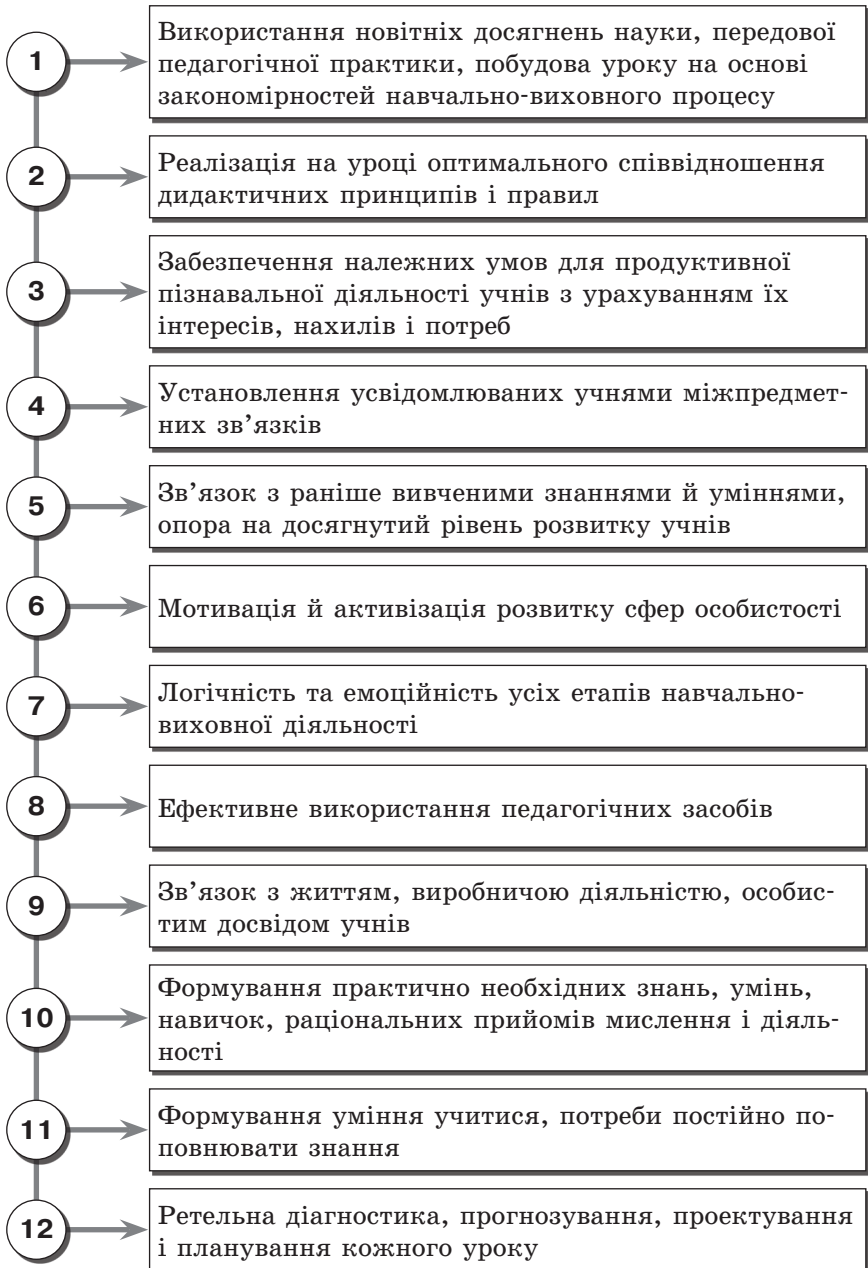 1
Використання новітніх досягнень науки, передової
педагогічної практики, побудова уроку на основі
закономірностей навчально-виховного процесу
2
Реалізація на уроці оптимального співвідношення
дидактичних принципів і правил
3
Забезпечення належних умов для продуктивної
пізнавальної діяльності учнів з урахуванням їх
інтересів, нахилів і потреб
4
Установлення усвідомлюваних учнями міжпредмет-
них зв’язків
5
Зв’язок з раніше вивченими знаннями й уміннями,
опора на досягнутий рівень розвитку учнів
6
Мотивація й активізація розвитку сфер особистості
7
Логічність та емоційність усіх етапів навчально-
виховної діяльності
8
Ефективне використання педагогічних засобів
9
Зв’язок з життям, виробничою діяльністю, особис-
тим досвідом учнів
10
Формування практично необхідних знань, умінь,
навичок, раціональних прийомів мислення і діяль-
ності
11
Формування уміння учитися, потреби постійно по-
повнювати знання
12
Ретельна діагностика, прогнозування, проектування
і планування кожного уроку